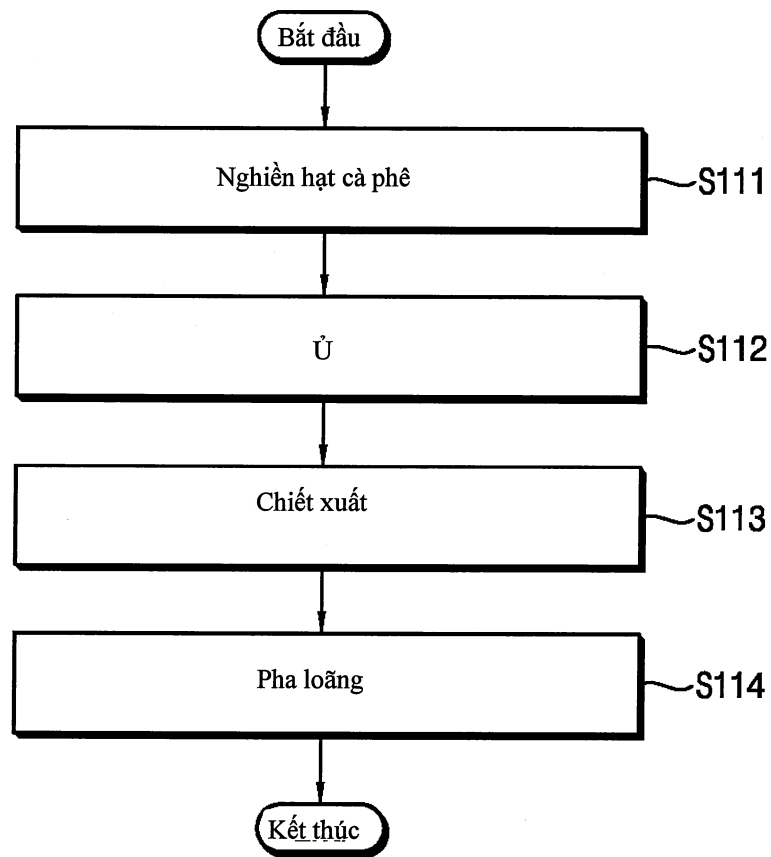 Bắt đầu
Nghiền hạt cà phê
S111
Ủ
S112
Chiết xuất
S113
Pha loãng
S114
Kết thúc